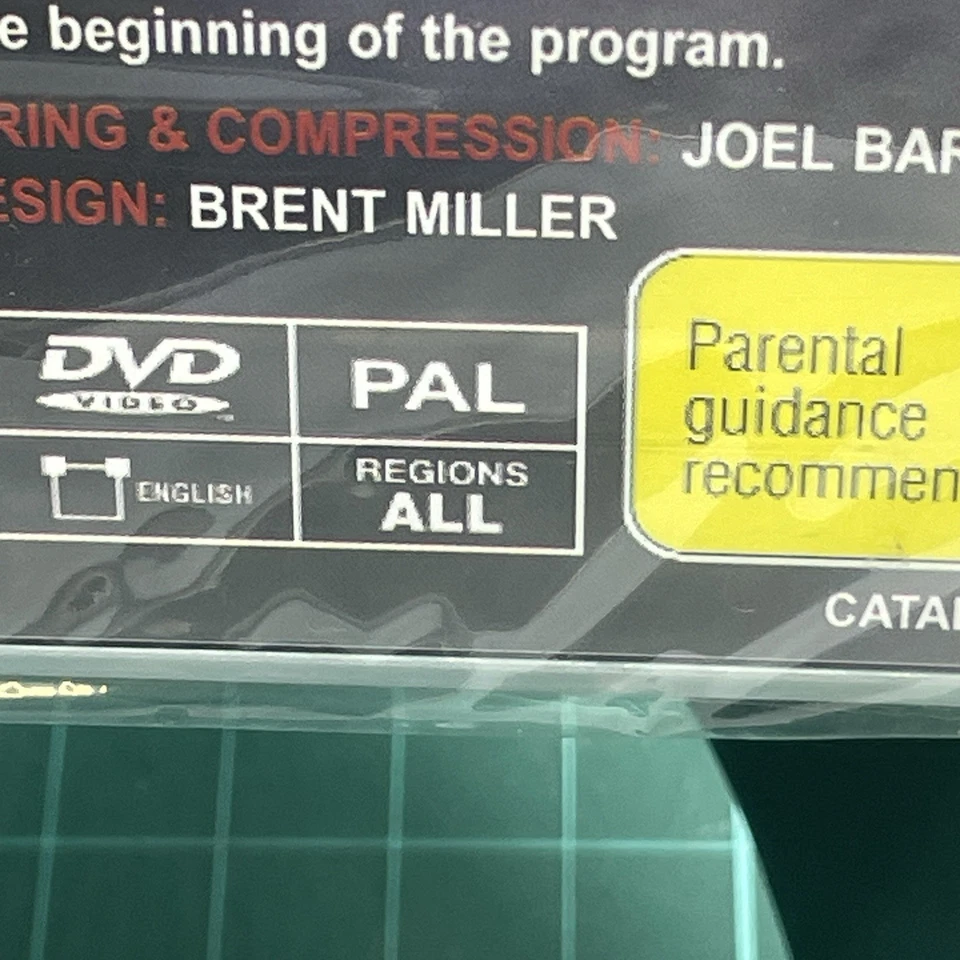 e beginning of the program.
RING & COMPRESSION: JOEL BAR
ESIGN: BRENT MILLER
DVD PAL
VIDEO
ENGLISH REGIONS
ALL
Parental
guidance
recommen
CATA